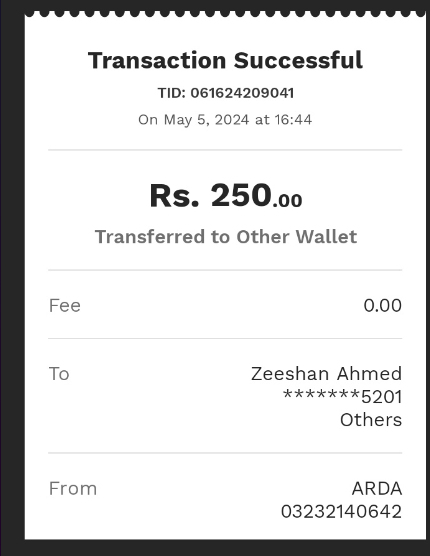 Transaction Successful
TID: 061624209041
On May 5, 2024 at 16:44
Rs. 250.00
Transferred to Other Wallet
Fee 0.00
To Zeeshan Ahmed
*******5201
Others
From ARDA
03232140642